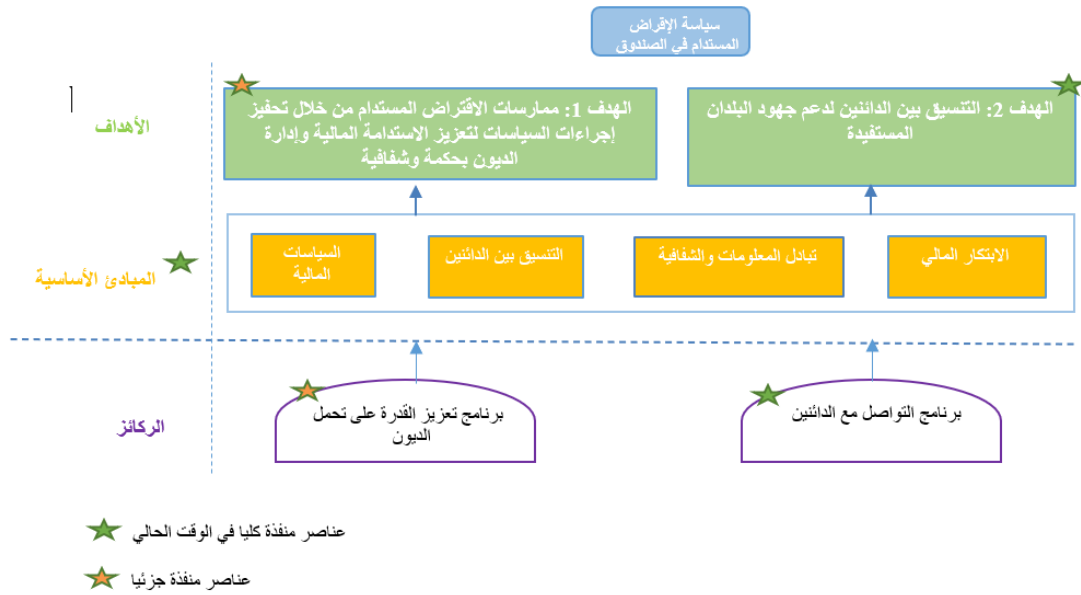 سياسة الإقراض
المستدام في الصندوق
الأهداف
الهدف 1: ممارسات الاقتراض المستدام من خلال تحفيز
إجراءات السياسات لتعزيز الاستدامة المالية وإدارة
الديون بحكمة وشفافية
الهدف 2: التنسيق بين الدائنين لدعم جهود البلدان
المستفيدة
المبادئ الأساسية
السياسات
المالية
التنسيق بين الدائنين
تبادل المعلومات والشفافية
الابتكار المالي
الركائز
برنامج تعزيز القدرة على تحمل
الديون
برنامج التواصل مع الدائنين
عناصر منفذة كليا في الوقت الحالي
عناصر منفذة جزئيا